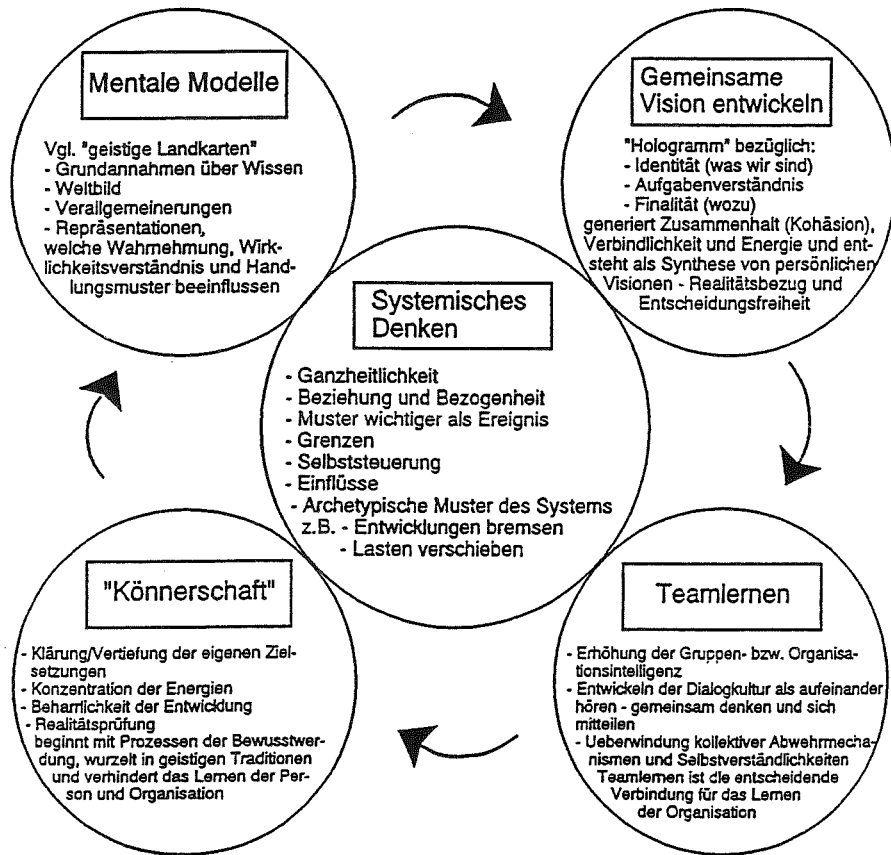 Mentale Modelle
Vgl. "geistige Landkarten"
- Grundannahmen über Wissen
- Weltbild
- Verallgemeinerungen
- Repräsentationen,
welche Wahrnehmung, Wirk-
lichkeitsverständnis und Hand-
lungsmuster beeinflussen
Gemeinsame
Vision entwickeln
"Hologramm" bezüglich:
- Identität (was wir sind)
- Aufgabenverständnis
- Finalität (wozu)
generiert Zusammenhalt (Kohäsion),
Verbindlichkeit und Energie und ent-
steht als Synthese von persönlichen
Visionen - Realitätsbezug und
Entscheidungsfreiheit
Systemisches
Denken
- Ganzheitlichkeit
- Beziehung und Bezogenheit
- Muster wichtiger als Ereignis
- Grenzen
- Selbststeuerung
- Einflüsse
- Archetypische Muster des Systems
z.B. - Entwicklungen bremsen
- Lasten verschieben
"Könnerschaft"
- Klärung/Vertiefung der eigenen Ziel-
setzungen
- Konzentration der Energien
- Beharrlichkeit der Entwicklung
- Realitätsprüfung
beginnt mit Prozessen der Bewusstwer-
dung, wurzelt in geistigen Traditionen
und verhindert das Lernen der Per-
son und Organisation
Teamlernen
- Erhöhung der Gruppen- bzw. Organisa-
tionsintelligenz
- Entwickeln der Dialogkultur als aufeinander
hören - gemeinsam denken und sich
mitteilen
- Ueberwindung kollektiver Abwehrmecha-
nismen und Selbstverständlichkeiten
Teamlernen ist die entscheidende
Verbindung für das Lernen
der Organisation